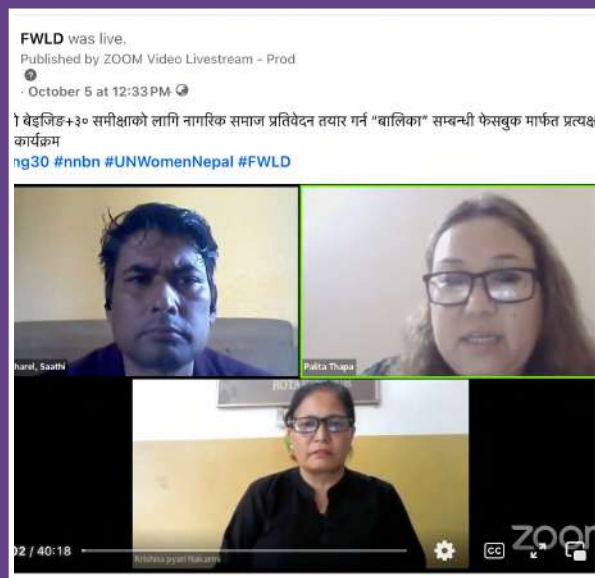 FWLD was live.
Published by ZOOM Video Livestream - Prod
· October 5 at 12:33 PM ·
बेइजिङ+३० समीक्षाको लागि नागरिक समाज प्रतिवेदन तयार गर्न “बालिका” सम्बन्धी फेसबुक मार्फत प्रत्यक्ष
कार्यक्रम
ng30 #nnbn #UNWomenNepal #FWLD
harel, Saathi
Palita Thapa
02 / 40:18
Krishna pyari Nakarmi
CC
zoom